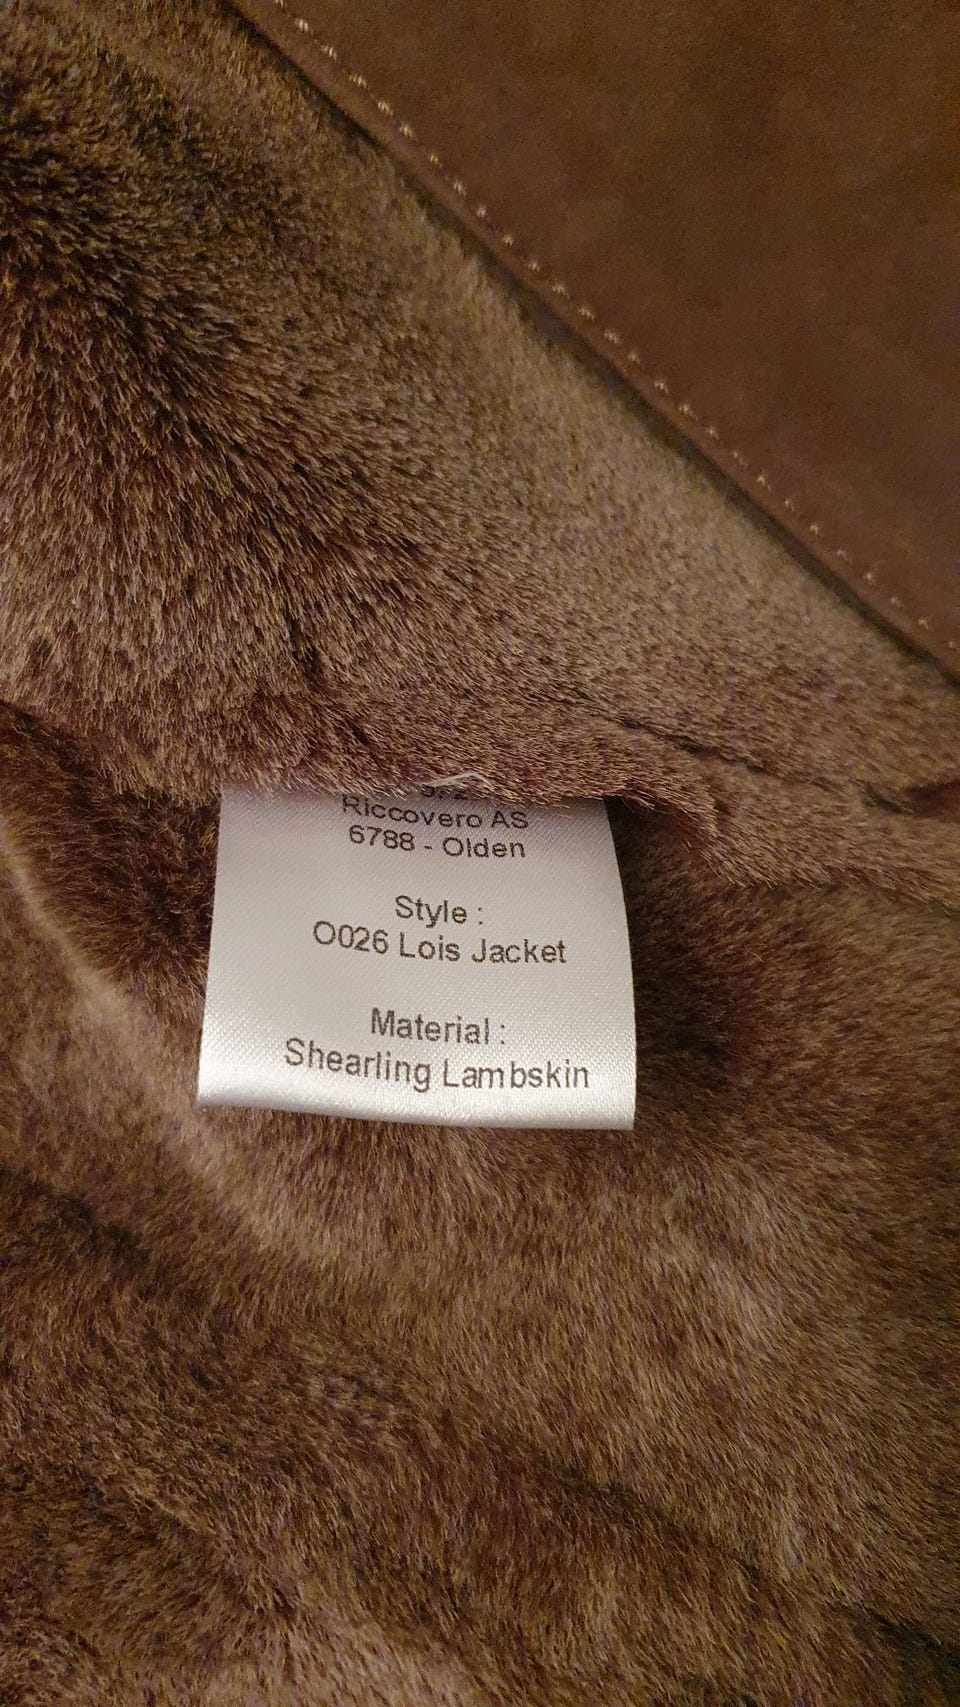 Riccovero AS
6788 - Olden
Style :
O026 Lois Jacket
Material :
Shearling Lambskin